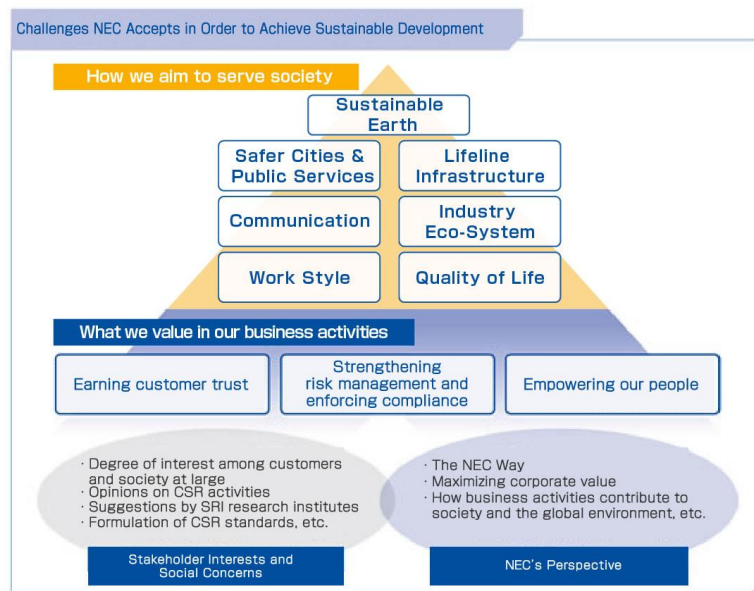 Challenges NEC Accepts in Order to Achieve Sustainable Development
How we aim to serve society
Sustainable
Earth
Safer Cities &
Public Services
Lifeline
Infrastructure
Communication
Industry
Eco-System
Work Style
Quality of Life
What we value in our business activities
Earning customer trust
Strengthening
risk management and
enforcing compliance
Empowering our people
· Degree of interest among customers
and society at large
· Opinions on CSR activities
· Suggestions by SRI research institutes
· Formulation of CSR standards, etc.
· The NEC Way
· Maximizing corporate value
· How business activities contribute to
society and the global environment, etc.
Stakeholder Interests and
Social Concerns
NEC's Perspective